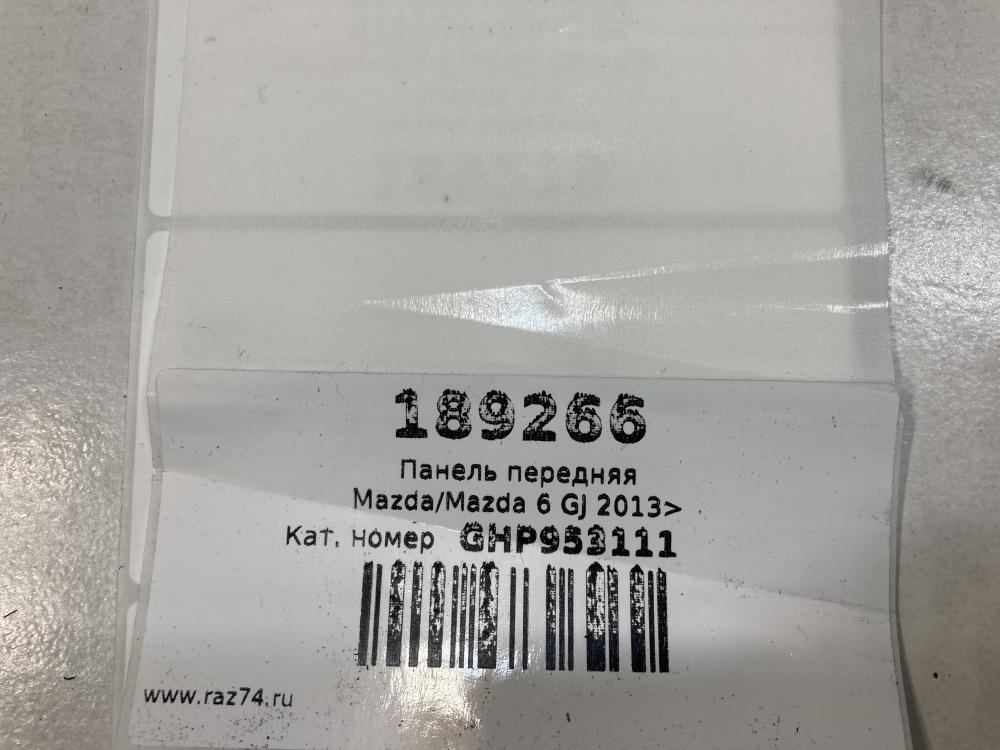 189266
Панель передняя
Mazda/Mazda 6 GJ 2013>
Кат. номер GHP953111
www.raz74.ru